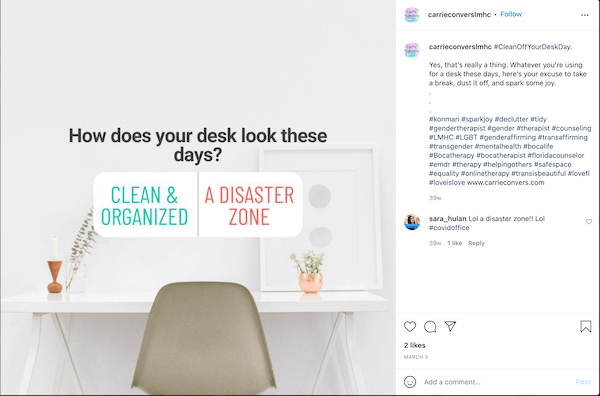 How does your desk look these
days?
CLEAN &
ORGANIZED
A DISASTER
ZONE
carrieconverslmhc • Follow
carrieconverslmhc #CleanOffYourDeskDay.
Yes, that's really a thing. Whatever you're using
for a desk these days, here's your excuse to take
a break, dust it off, and spark some joy.
.
.
.
#konmari #sparkjoy #declutter #tidy
#gendertherapist #gender #therapist #counseling
#LMHC #LGBT #genderaffirming #transaffirming
#transgender #mentalhealth #bocalife
#Bocatherapy #bocatherapist #floridacounselor
#emdr #therapy #helpingothers #safespace
#equality #onlinetherapy #transisbeautiful #lovefl
#loveislove www.carrieconvers.com
39w
sara_hulan Lol a disaster zone!! Lol
#covidoffice
39w 1 like Reply
2 likes
MARCH 3
Add a comment... Post